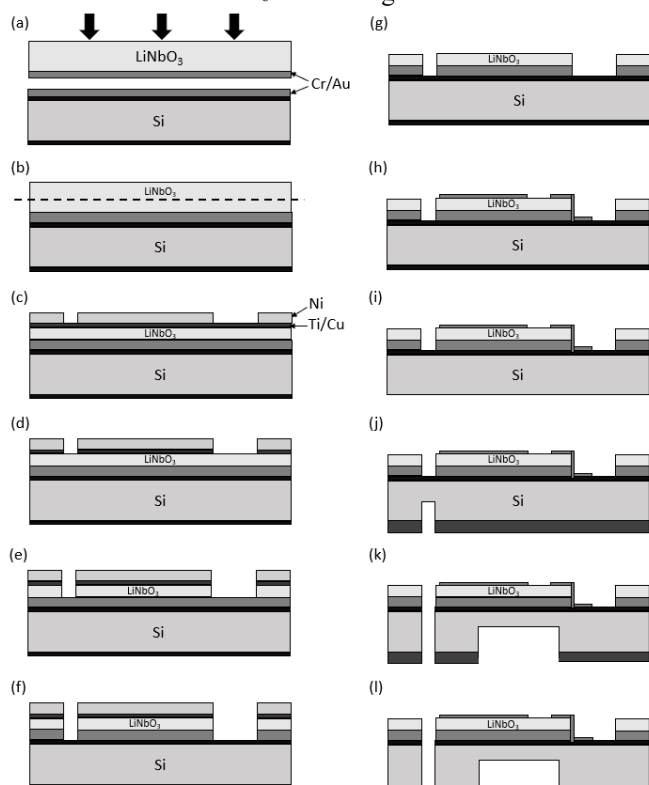 (a)
LiNbO₃
Cr/Au
Si
(b)
LiNbO₃
Si
(c)
Ni
Ti/Cu
LiNbO₃
Si
(d)
LiNbO₃
Si
(e)
LiNbO₃
Si
(f)
LiNbO₃
Si
(g)
LiNbO₃
Si
(h)
LiNbO₃
Si
(i)
LiNbO₃
Si
(j)
LiNbO₃
Si
(k)
LiNbO₃
(l)
LiNbO₃